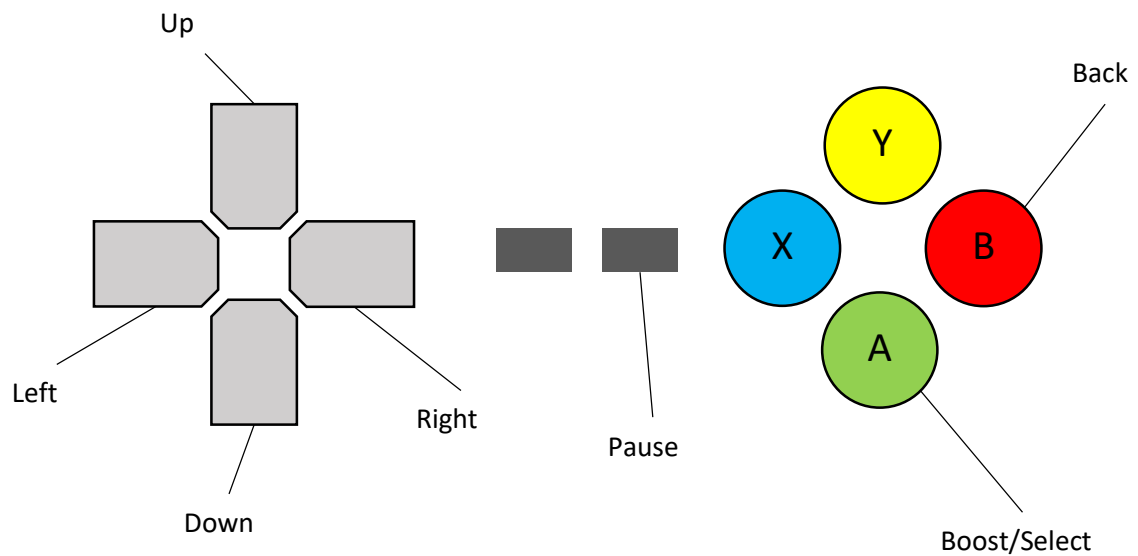 Up
Back
Y
X
B
A
Left
Right
Pause
Down
Boost/Select